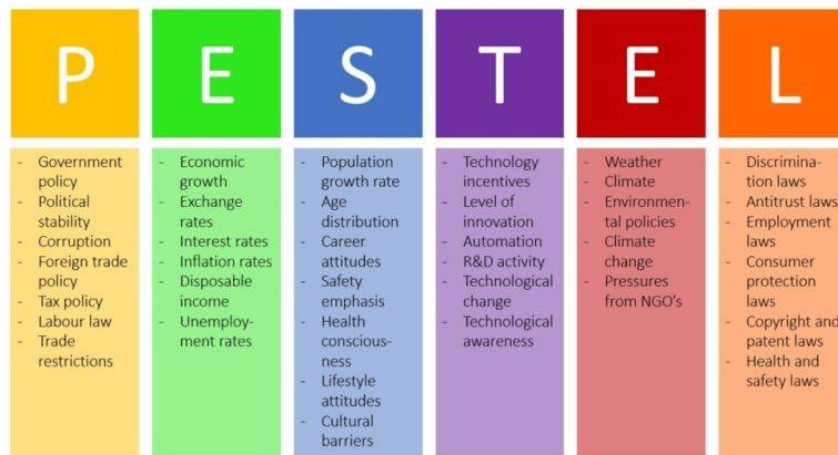 P
E
S
T
E
L
- Government
policy
- Political
stability
- Corruption
- Foreign trade
policy
- Tax policy
- Labour law
- Trade
restrictions
- Economic
growth
- Exchange
rates
- Interest rates
- Inflation rates
- Disposable
income
- Unemploy-
ment rates
- Population
growth rate
- Age
distribution
- Career
attitudes
- Safety
emphasis
- Health
conscious-
ness
- Lifestyle
attitudes
- Cultural
barriers
- Technology
incentives
- Level of
innovation
- Automation
- R&D activity
- Technological
change
- Technological
awareness
- Weather
- Climate
- Environmen-
tal policies
- Climate
change
- Pressures
from NGO's
- Discrimina-
tion laws
- Antitrust laws
- Employment
laws
- Consumer
protection
laws
- Copyright and
patent laws
- Health and
safety laws